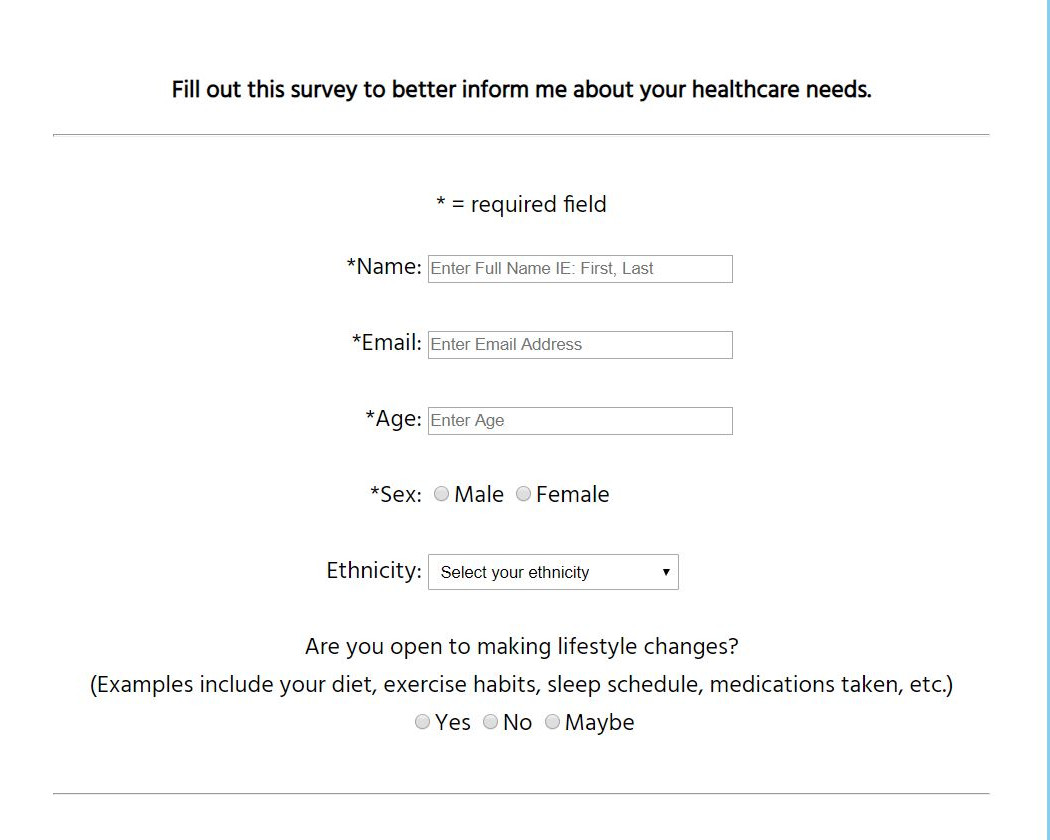 Fill out this survey to better inform me about your healthcare needs.
* = required field
*Name: Enter Full Name IE: First, Last
*Email: Enter Email Address
*Age: Enter Age
*Sex: Male Female
Ethnicity: Select your ethnicity
Are you open to making lifestyle changes?
(Examples include your diet, exercise habits, sleep schedule, medications taken, etc.)
Yes No Maybe